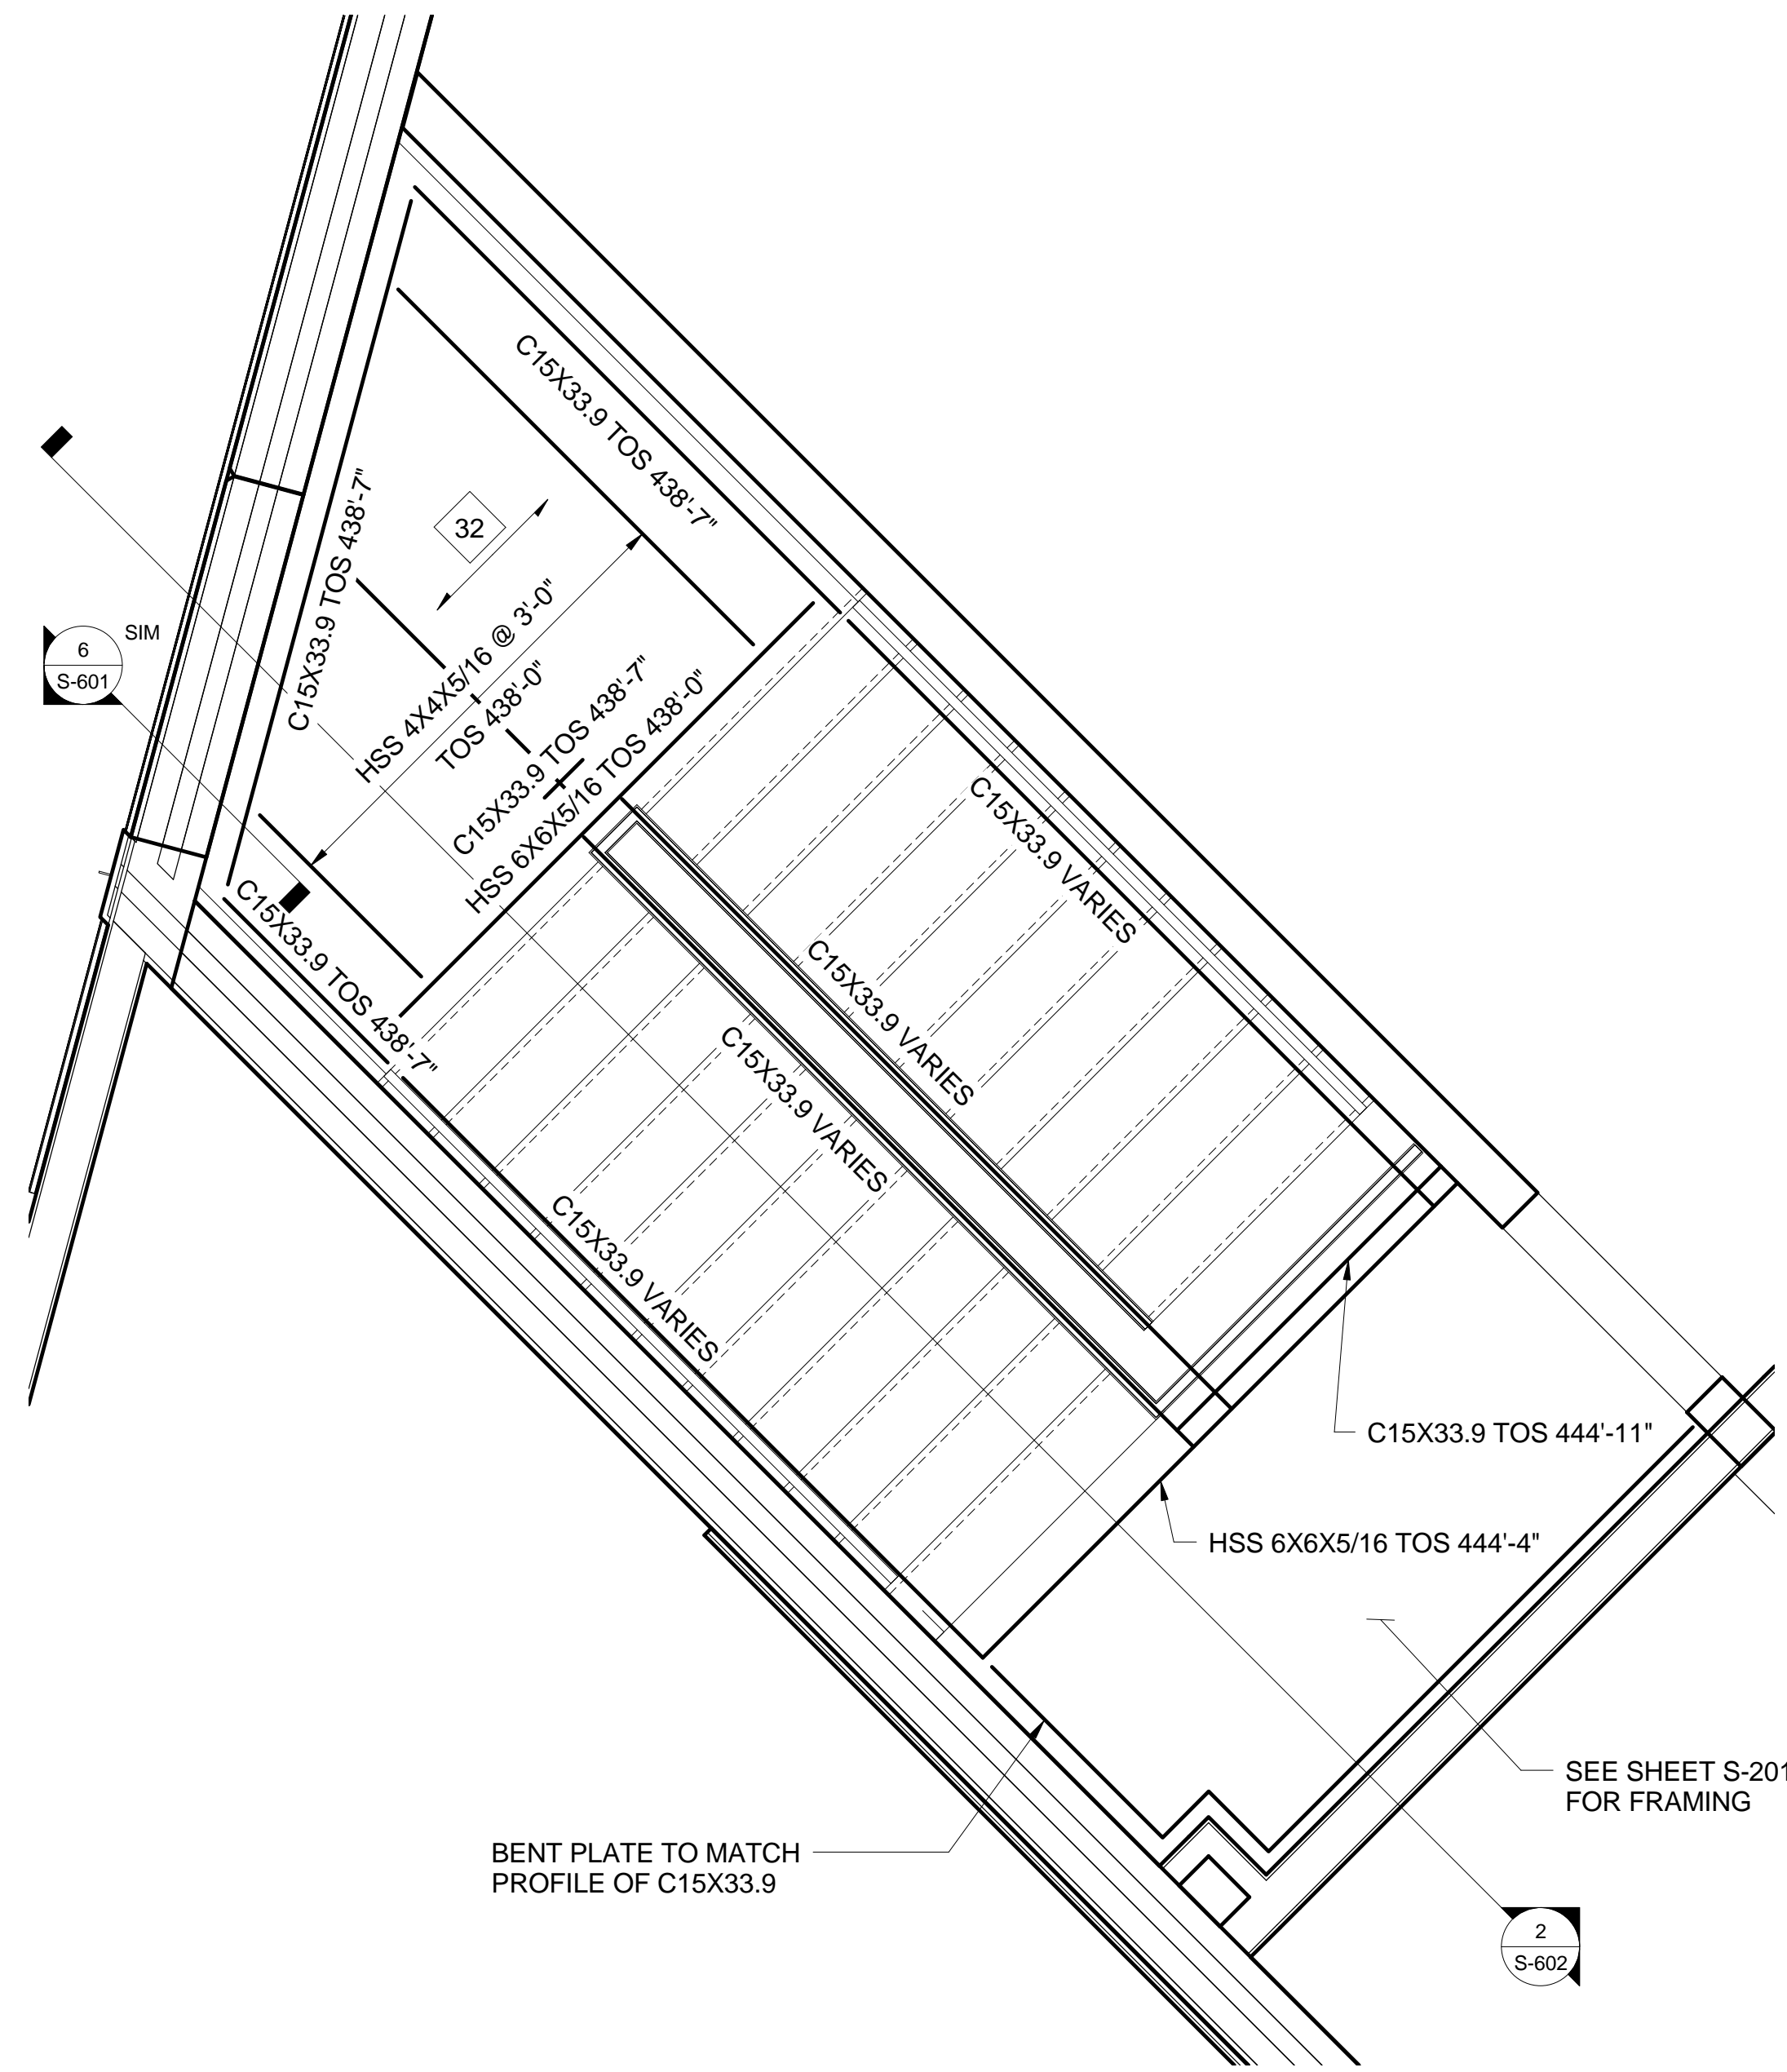 C15X33.9 TOS 438'-7"
C15X33.9 TOS 438'-7"
32
HSS 4X4X5/16 @ 3'-0"
TOS 438'-0"
C15X33.9 TOS 438'-7"
HSS 6X6X5/16 TOS 438'-0"
6
S-601
SIM
C15X33.9 TOS 438'-7"
C15X33.9 VARIES
C15X33.9 VARIES
C15X33.9 VARIES
C15X33.9 VARIES
C15X33.9 TOS 444'-11"
HSS 6X6X5/16 TOS 444'-4"
SEE SHEET S-201
FOR FRAMING
BENT PLATE TO MATCH
PROFILE OF C15X33.9
2
S-602